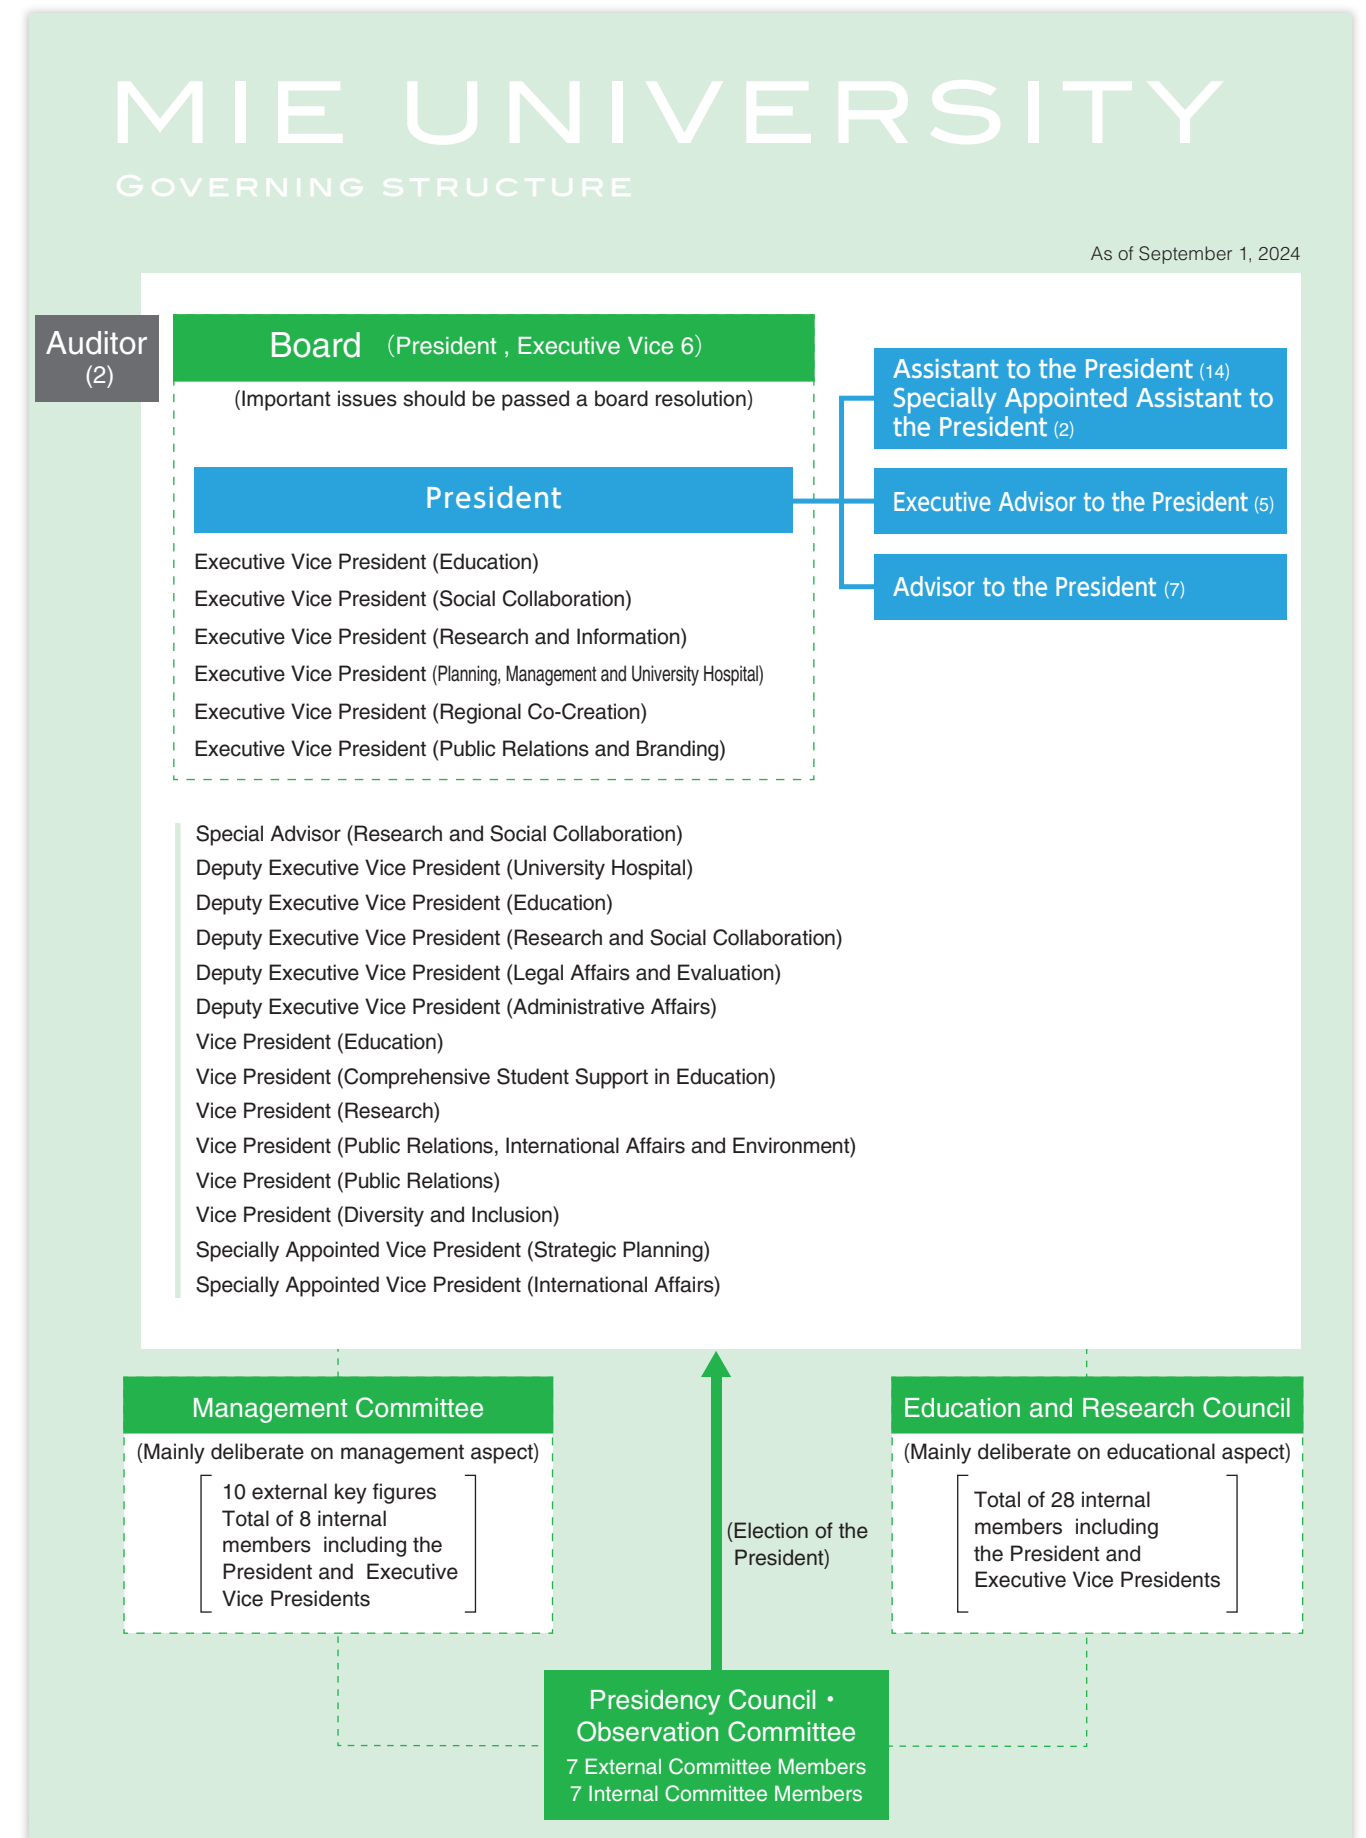 MIE UNIVERSITY
GOVERNING STRUCTURE
As of September 1, 2024
Auditor
(2)
Board （President , Executive Vice 6）
(Important issues should be passed a board resolution)
President
Executive Vice President (Education)
Executive Vice President (Social Collaboration)
Executive Vice President (Research and Information)
Executive Vice President (Planning, Management and University Hospital)
Executive Vice President (Regional Co-Creation)
Executive Vice President (Public Relations and Branding)
Assistant to the President (14)
Specially Appointed Assistant to
the President (2)
Executive Advisor to the President (5)
Advisor to the President (7)
Special Advisor (Research and Social Collaboration)
Deputy Executive Vice President (University Hospital)
Deputy Executive Vice President (Education)
Deputy Executive Vice President (Research and Social Collaboration)
Deputy Executive Vice President (Legal Affairs and Evaluation)
Deputy Executive Vice President (Administrative Affairs)
Vice President (Education)
Vice President (Comprehensive Student Support in Education)
Vice President (Research)
Vice President (Public Relations, International Affairs and Environment)
Vice President (Public Relations)
Vice President (Diversity and Inclusion)
Specially Appointed Vice President (Strategic Planning)
Specially Appointed Vice President (International Affairs)
Management Committee
(Mainly deliberate on management aspect)
10 external key figures
Total of 8 internal
members including the
President and Executive
Vice Presidents
(Election of the
President)
Education and Research Council
(Mainly deliberate on educational aspect)
Total of 28 internal
members including
the President and
Executive Vice Presidents
Presidency Council・
Observation Committee
7 External Committee Members
7 Internal Committee Members